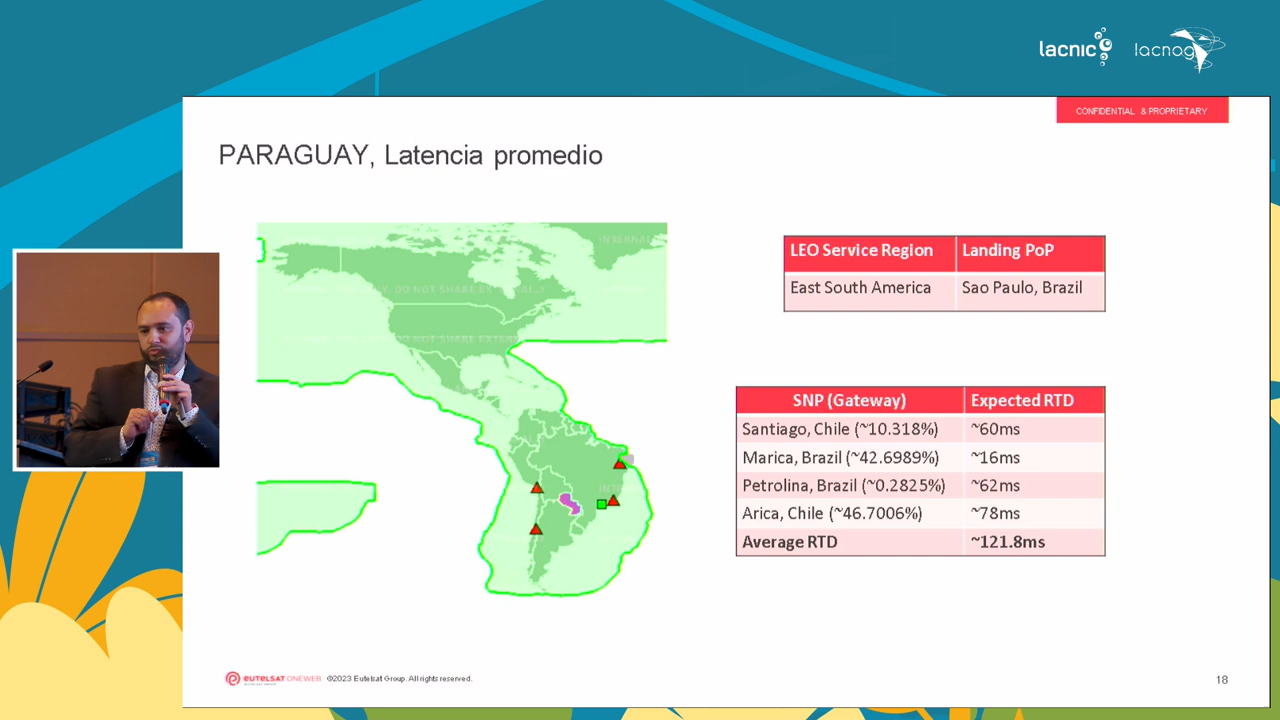 lacnic lacnog
CONFIDENTIAL & PROPRIETARY
PARAGUAY, Latencia promedio
LEO Service Region Landing PoP
East South America Sao Paulo, Brazil
SNP (Gateway) Expected RTD
Santiago, Chile (~10.318%) ~60ms
Marica, Brazil (~42.6989%) ~16ms
Petrolina, Brazil (~0.2825%) ~62ms
Arica, Chile (~46.7006%) ~78ms
Average RTD ~121.8ms
eutelsat ONEWEB ©2023 Eutelsat Group. All rights reserved.
18